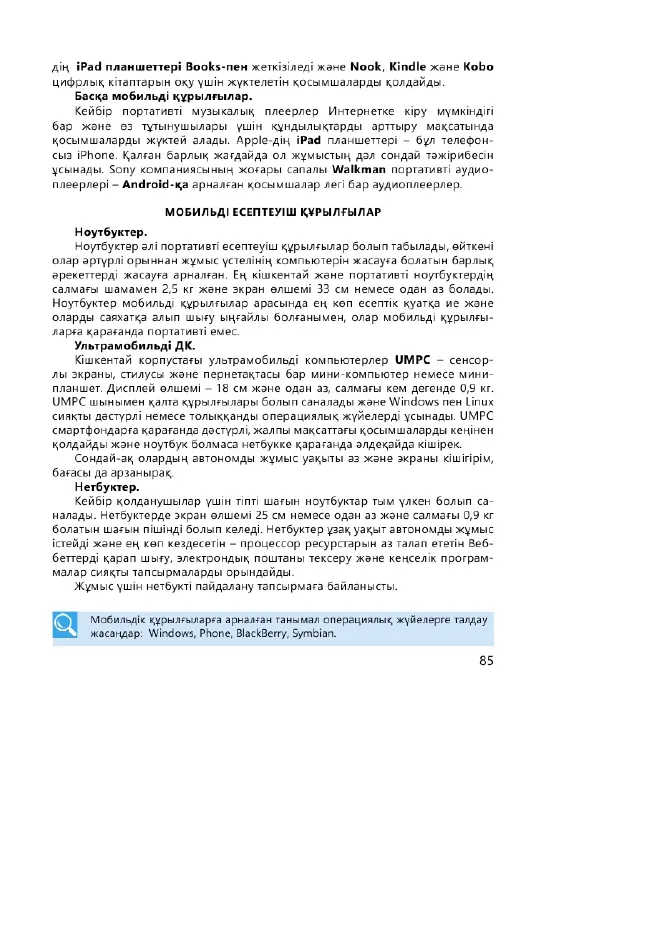 дің iPad планшеттері Books-пен жеткізіледі және Nook, Kindle және Kobo
цифрлық кітаптарын оқу үшін жүктелетін қосымшаларды қолдайды.
Басқа мобильді құрылғылар.
Кейбір портативті музыкалық плеерлер Интернетке кіру мүмкіндігі
бар және өз тұтынушылары үшін құндылықтарды арттыру мақсатында
қосымшаларды жүктей алады. Apple-дің iPad планшеттері – бұл телефон-
сыз iPhone. Қалған барлық жағдайда ол жұмыстың дәл сондай тәжірибесін
ұсынады. Sony компаниясының жоғары сапалы Walkman портативті аудио-
плеерлері – Android-қа арналған қосымшалар легі бар аудиоплеерлер.
МОБИЛЬДІ ЕСЕПТЕУІШ ҚҰРЫЛҒЫЛАР
Ноутбуктер.
Ноутбуктер әлі портативті есептеуіш құрылғылар болып табылады, өйткені
олар әртүрлі орыннан жұмыс үстелінің компьютерін жасауға болатын барлық
әрекеттерді жасауға арналған. Ең кішкентай және портативті ноутбуктердің
салмағы шамамен 2,5 кг және экран өлшемі 33 см немесе одан аз болады.
Ноутбуктер мобильді құрылғылар арасында ең көп есептік қуатқа ие және
оларды саяхатқа алып шығу ыңғайлы болғанымен, олар мобильді құрылғы-
ларға қарағанда портативті емес.
Ультрамобильді ДК.
Кішкентай корпустағы ультрамобильді компьютерлер UMPC – сенсор-
лы экраны, стилусы және пернетақтасы бар мини-компьютер немесе мини-
планшет. Дисплей өлшемі – 18 см және одан аз, салмағы кем дегенде 0,9 кг.
UMPC шынымен қалта құрылғылары болып саналады және Windows пен Linux
сияқты дәстүрлі немесе толыққанды операциялық жүйелерді ұсынады. UMPC
смартфондарға қарағанда дәстүрлі, жалпы мақсаттағы қосымшаларды кеңінен
қолдайды және ноутбук болмаса нетбукке қарағанда әлдеқайда кішірек.
Сондай-ақ олардың автономды жұмыс уақыты аз және экраны кішігірім,
бағасы да арзанырақ.
Нетбуктер.
Кейбір қолданушылар үшін тіпті шағын ноутбуктар тым үлкен болып са-
налады. Нетбуктерде экран өлшемі 25 см немесе одан аз және салмағы 0,9 кг
болатын шағын пішінді болып келеді. Нетбуктер ұзақ уақыт автономды жұмыс
істейді және ең көп кездесетін – процессор ресурстарын аз талап ететін Веб-
беттерді қарап шығу, электрондық поштаны тексеру және кеңселік програм-
малар сияқты тапсырмаларды орындайды.
Жұмыс үшін нетбукті пайдалану тапсырмаға байланысты.
Мобильдік құрылғыларға арналған танымал операциялық жүйелерге талдау
жасаңдар: Windows, Phone, BlackBerry, Symbian.
85